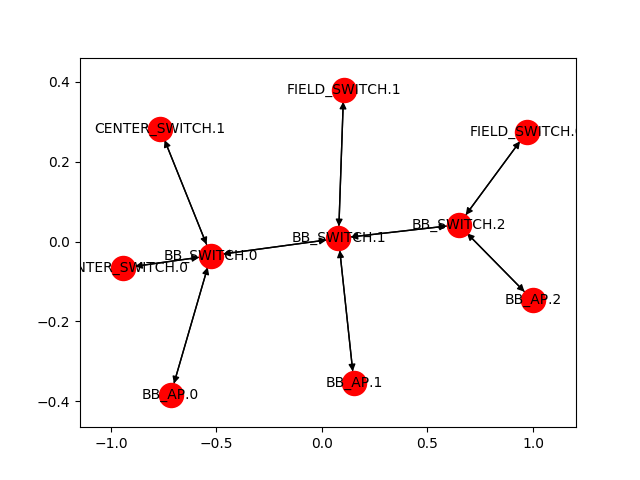 0.4
0.2
0.0
−0.2
−0.4
FIELD_SWITCH.1
CENTER_SWITCH.1
FIELD_SWITCH.
BB_SWITCH.2
BB_SWITCH.1
BB_SWITCH.0
NTER_SWITCH.0
BB_AP.2
BB_AP.1
BB_AP.0
−1.0 −0.5 0.0 0.5 1.0